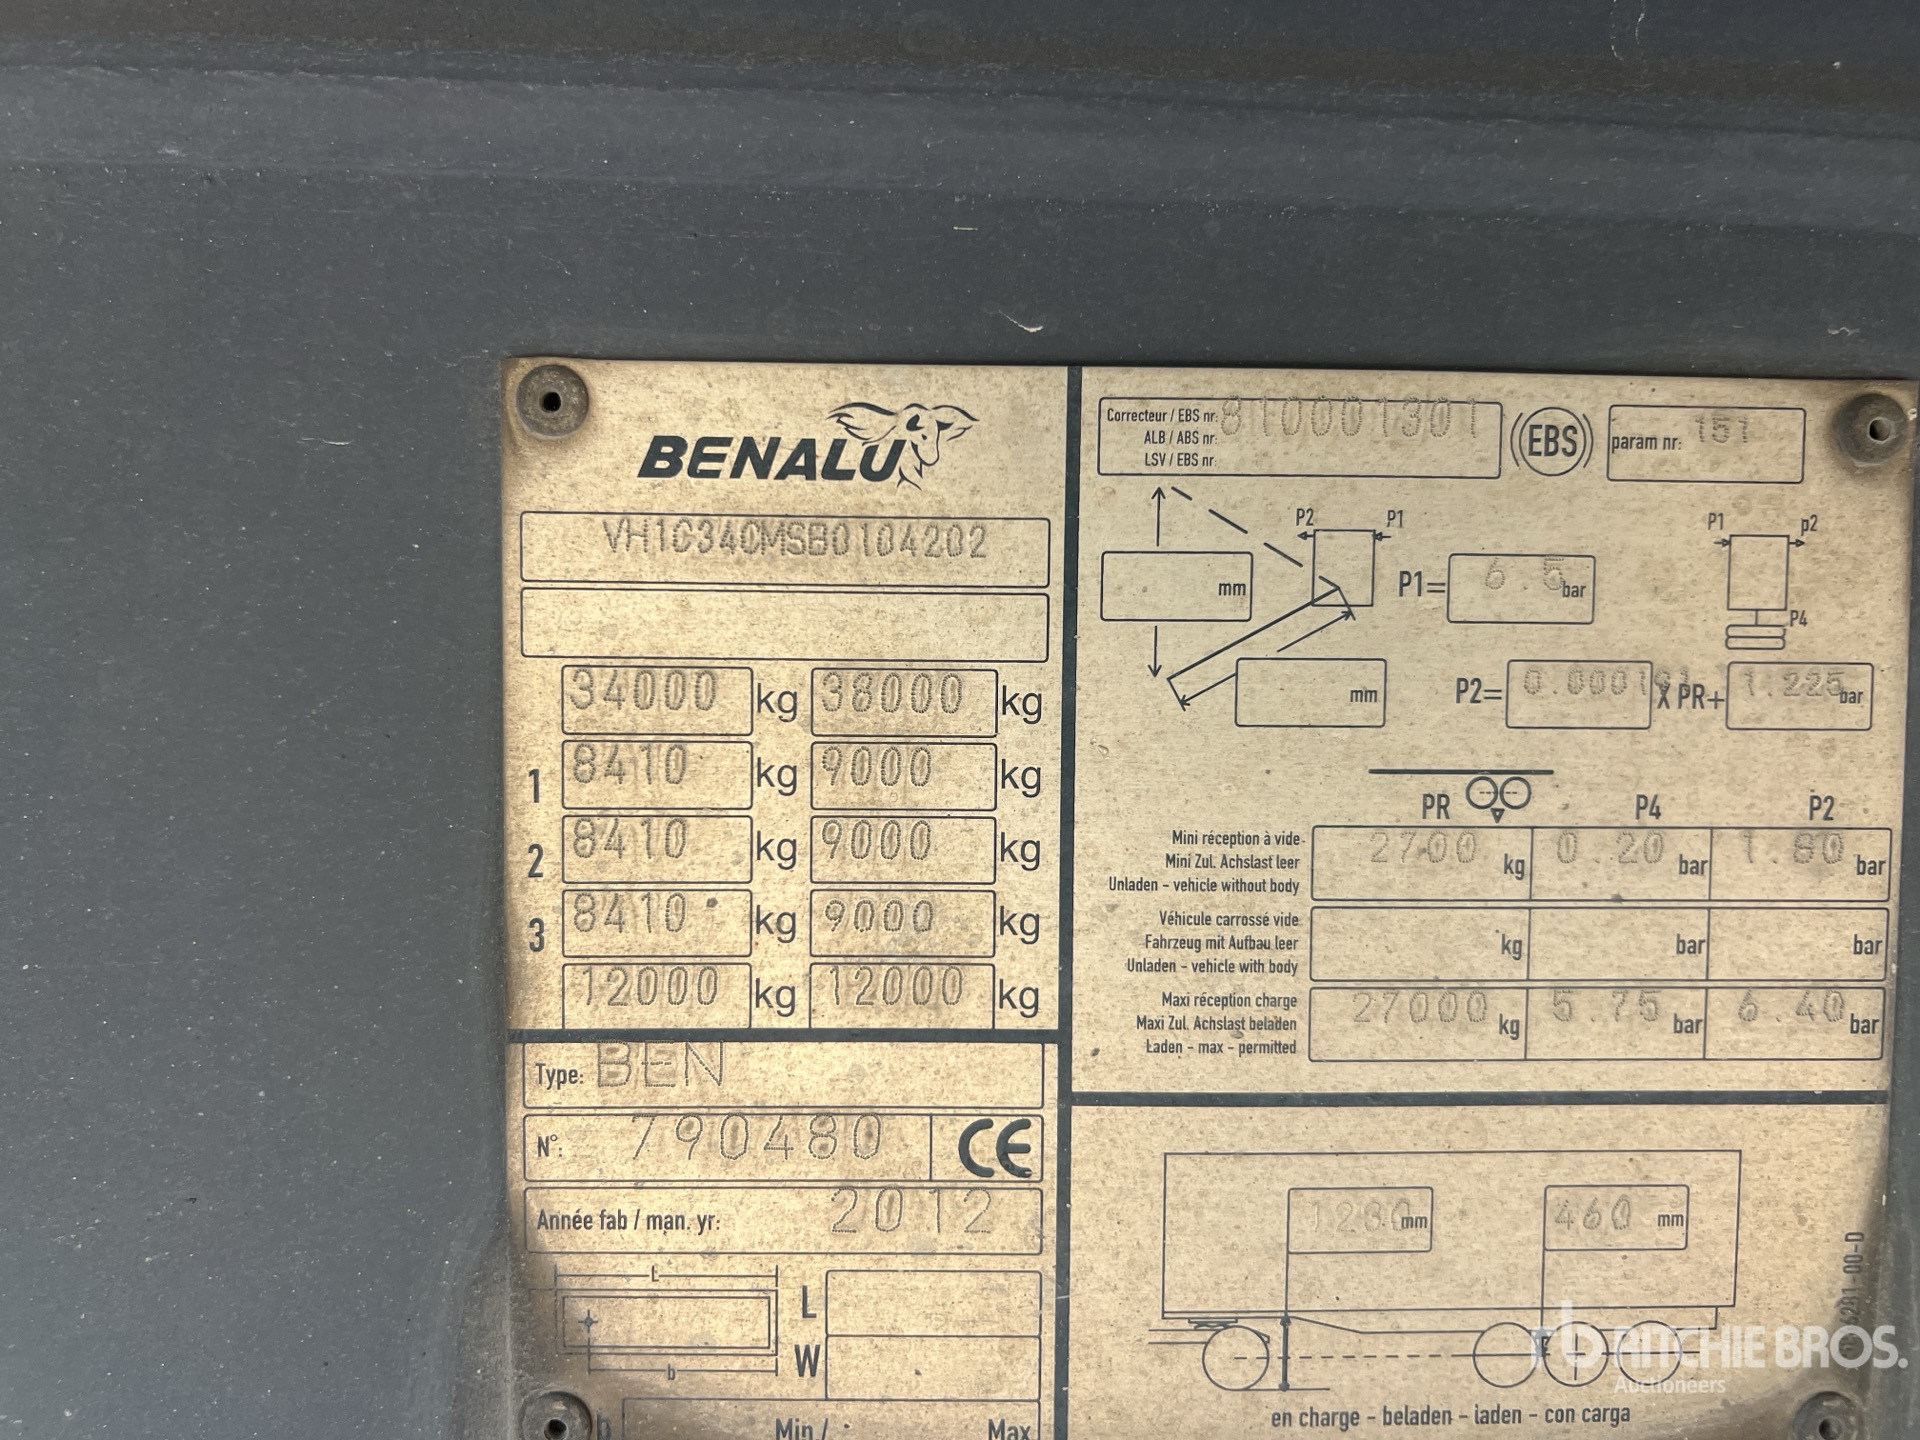 BENALU
VH1C340MSB0104202
34000 kg 38000 kg
1 8410 kg 9000 kg
2 8410 kg 9000 kg
3 8410 kg 9000 kg
12000 kg 12000 kg
Type: BEN
N°: 790480 CE
Année fab / man. yr: 2012
L
L
b
W
b Min./ Max
Correcteur / EBS nr: 810001301
ALB / ABS nr:
LSV / EBS nr:
EBS
param nr: 151
P2 P1
P1 p2
mm
P1= 6.5 bar
P4
mm
P2= 0.000191 x PR+ 1.225 bar
PR P4 P2
Mini réception à vide-
Mini Zul. Achslast leer
Unladen - vehicle without body
2700 kg 0.20 bar 1.80 bar
Véhicule carrossé vide
Fahrzeug mit Aufbau leer
Unladen - vehicle with body
kg bar bar
Maxi réception charge
Maxi Zul. Achslast beladen
Laden - max - permitted
27000 kg 5.75 bar 6.40 bar
1230 mm 460 mm
281-00-D
en charge - beladen - laden - con carga
RITCHIE BROS.
Auctioneers